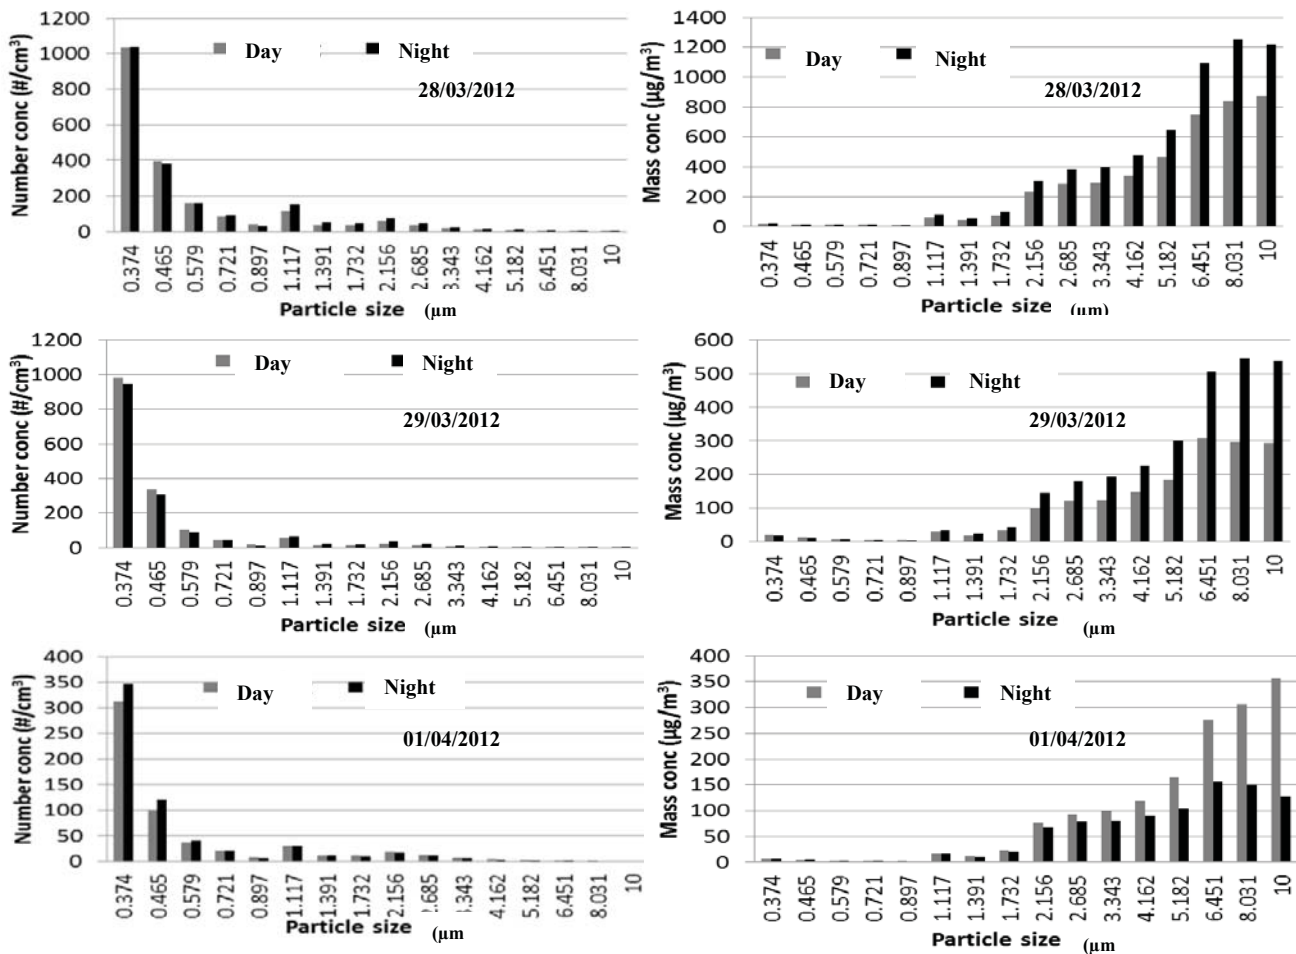 Number conc (#/cm³)
1200
1000
800
600
400
200
0
Day Night
28/03/2012
0.374 0.465 0.579 0.721 0.897 1.117 1.391 1.732 2.156 2.685 3.343 4.162 5.182 6.451 8.031 10
Particle size (μm
Mass conc (μg/m³)
1400
1200
1000
800
600
400
200
0
Day Night
28/03/2012
0.374 0.465 0.579 0.721 0.897 1.117 1.391 1.732 2.156 2.685 3.343 4.162 5.182 6.451 8.031 10
Particle size (μm)
Number conc (#/cm³)
1200
1000
800
600
400
200
0
Day Night
29/03/2012
0.374 0.465 0.579 0.721 0.897 1.117 1.391 1.732 2.156 2.685 3.343 4.162 5.182 6.451 8.031 10
Particle size (μm
Mass conc (μg/m³)
600
500
400
300
200
100
0
Day Night
29/03/2012
0.374 0.465 0.579 0.721 0.897 1.117 1.391 1.732 2.156 2.685 3.343 4.162 5.182 6.451 8.031 10
Particle size (μm
Number conc (#/cm³)
400
350
300
250
200
150
100
50
0
Day Night
01/04/2012
0.374 0.465 0.579 0.721 0.897 1.117 1.391 1.732 2.156 2.685 3.343 4.162 5.182 6.451 8.031 10
Particle size (μm
Mass conc (μg/m³)
400
350
300
250
200
150
100
50
0
Day Night
01/04/2012
0.374 0.465 0.579 0.721 0.897 1.117 1.391 1.732 2.156 2.685 3.343 4.162 5.182 6.451 8.031 10
Particle size (μm